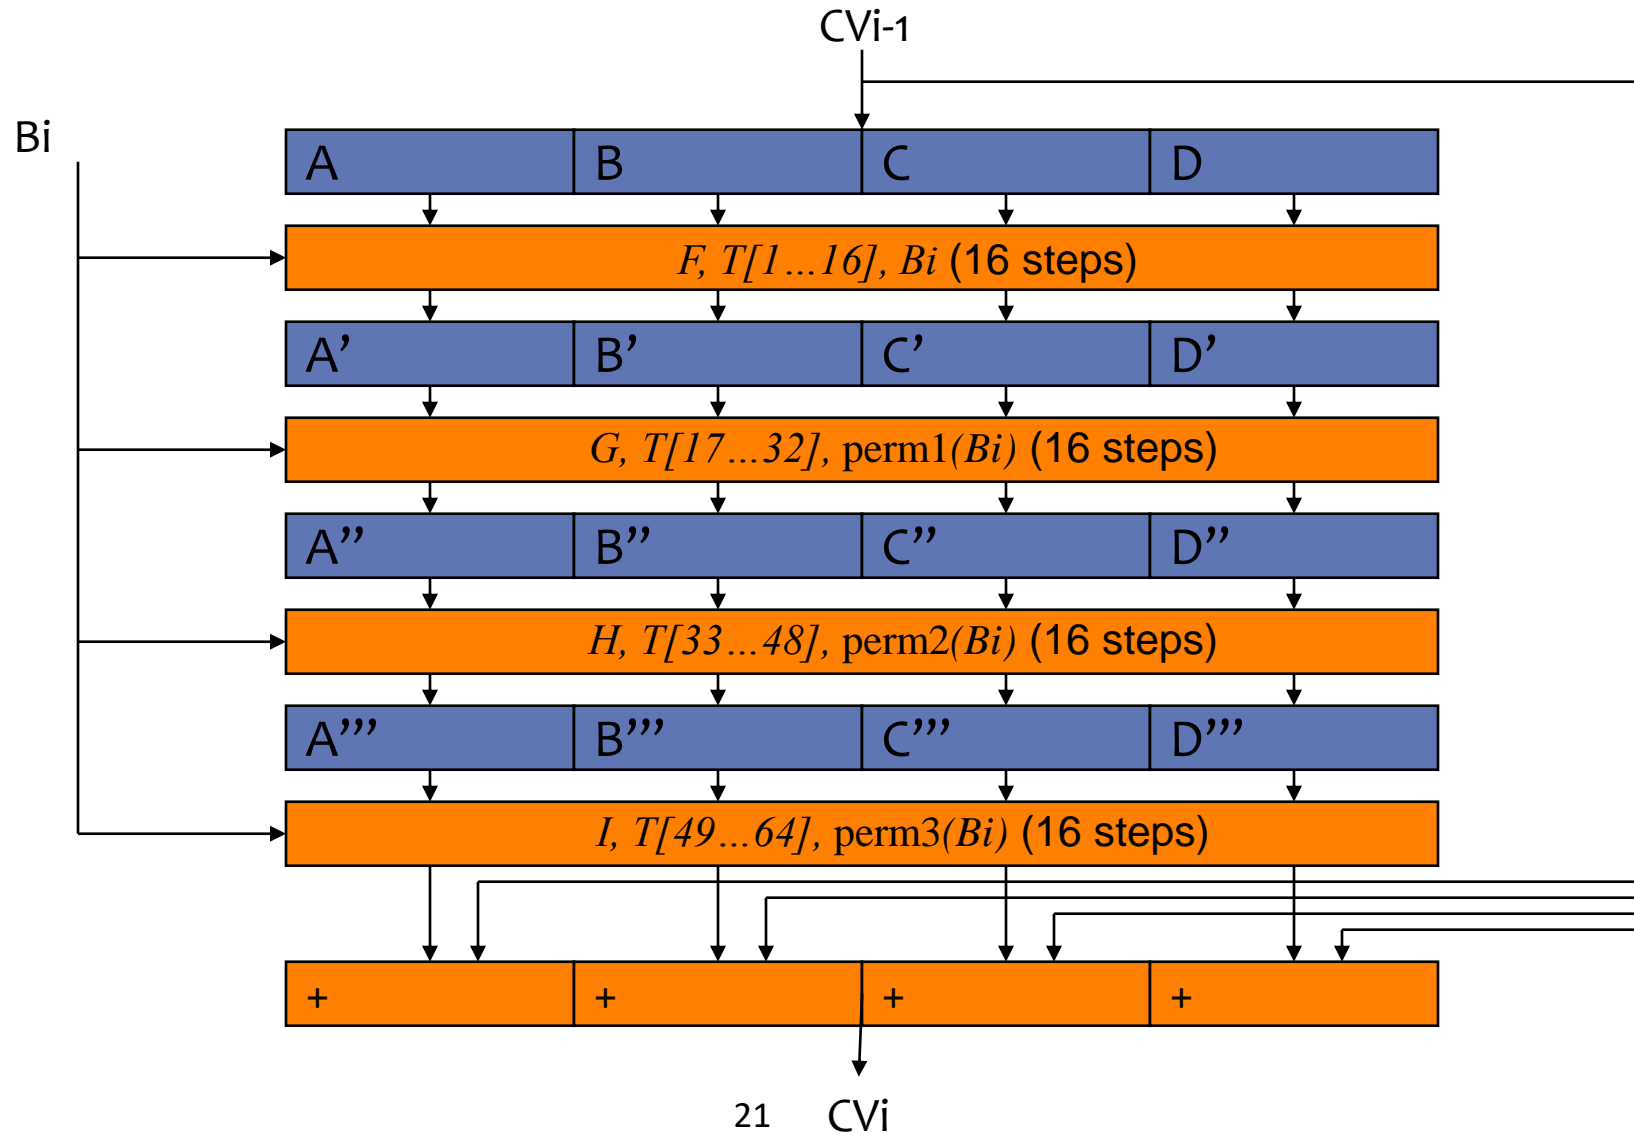 CVi-1
Bi
A B C D
F, T[1…16], Bi (16 steps)
A’ B’ C’ D’
G, T[17…32], perm1(Bi) (16 steps)
A’’ B’’ C’’ D’’
H, T[33…48], perm2(Bi) (16 steps)
A’’’ B’’’ C’’’ D’’’
I, T[49…64], perm3(Bi) (16 steps)
+ + + +
21 CVi